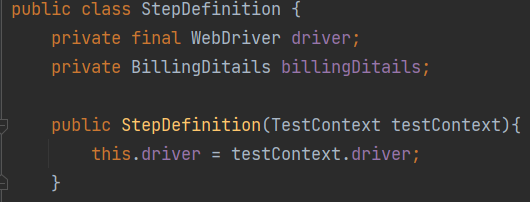 public class StepDefinition {
private final WebDriver driver;
private BillingDitails billingDitails;
public StepDefinition(TestContext testContext){
this.driver = testContext.driver;
}